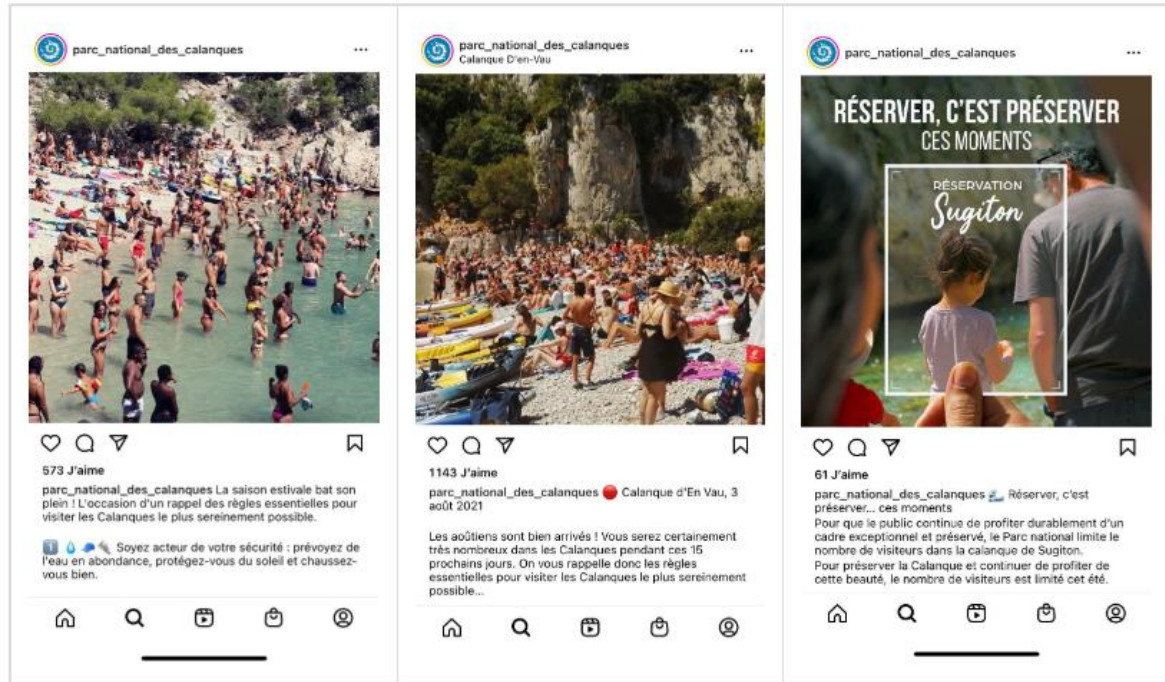 parc_national_des_calanques
573 J'aime
parc_national_des_calanques La saison estivale bat son
plein ! L'occasion d'un rappel des règles essentielles pour
visiter les Calanques le plus sereinement possible.
1 Soyez acteur de votre sécurité : prévoyez de
l'eau en abondance, protégez-vous du soleil et chaussez-
vous bien.
parc_national_des_calanques
Calanque D'en-Vau
1143 J'aime
parc_national_des_calanques 🔴 Calanque d'En Vau, 3
août 2021
Les aoûtiens sont bien arrivés ! Vous serez certainement
très nombreux dans les Calanques pendant ces 15
prochains jours. On vous rappelle donc les règles
essentielles pour visiter les Calanques le plus sereinement
possible...
parc_national_des_calanques
RÉSERVER, C'EST PRÉSERVER
CES MOMENTS
RÉSERVATION
Sugiton
61 J'aime
parc_national_des_calanques 🌊 Réserver, c'est
préserver... ces moments
Pour que le public continue de profiter durablement d'un
cadre exceptionnel et préservé, le Parc national limite le
nombre de visiteurs dans la calanque de Sugiton.
Pour préserver la Calanque et continuer de profiter de
cette beauté, le nombre de visiteurs est limité cet été.